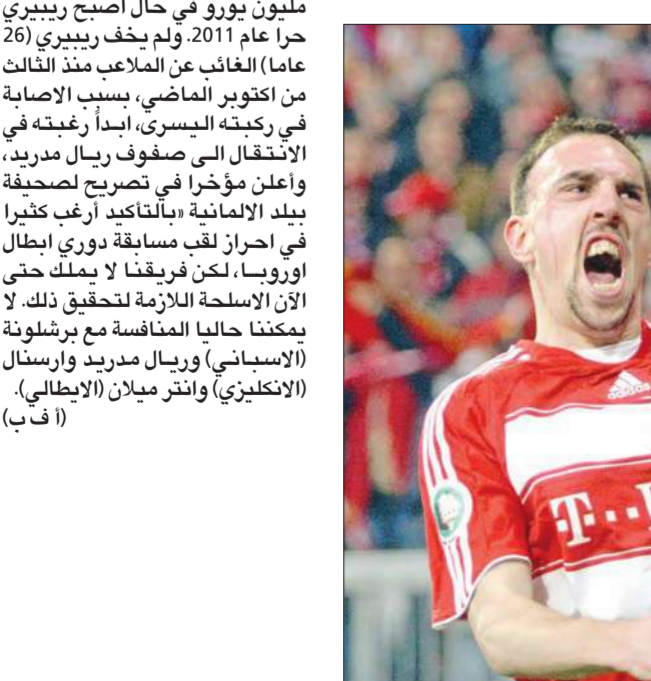 مليون يورو في حال اصبح ريبيري
حرا عام 2011. ولم يخف ريبيري (26
عاما) الغائب عن الملاعب منذ الثالث
من اكتوبر الماضي، بسبب الاصابة
في ركبته اليسرى، ابدأ رغبته في
الانتقال الى صفوف ريال مدريد،
وأعلن مؤخرا في تصريح لصحيفة
بيلد الالمانية «بالتأكيد أرغب كثيرا
في احراز لقب مسابقة دوري ابطال
اوروبا، لكن فريقنا لا يملك حتى
الآن الاسلحة اللازمة لتحقيق ذلك. لا
يمكننا حاليا المنافسة مع برشلونة
(الاسباني) وريال مدريد وارسنال
(الانكليزي) وانتر ميلان (الايطالي).
(أ ف ب)
adidas
T